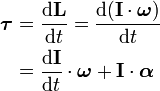 τ = dL/dt = d(I · ω)/dt
= dI/dt · ω + I · α